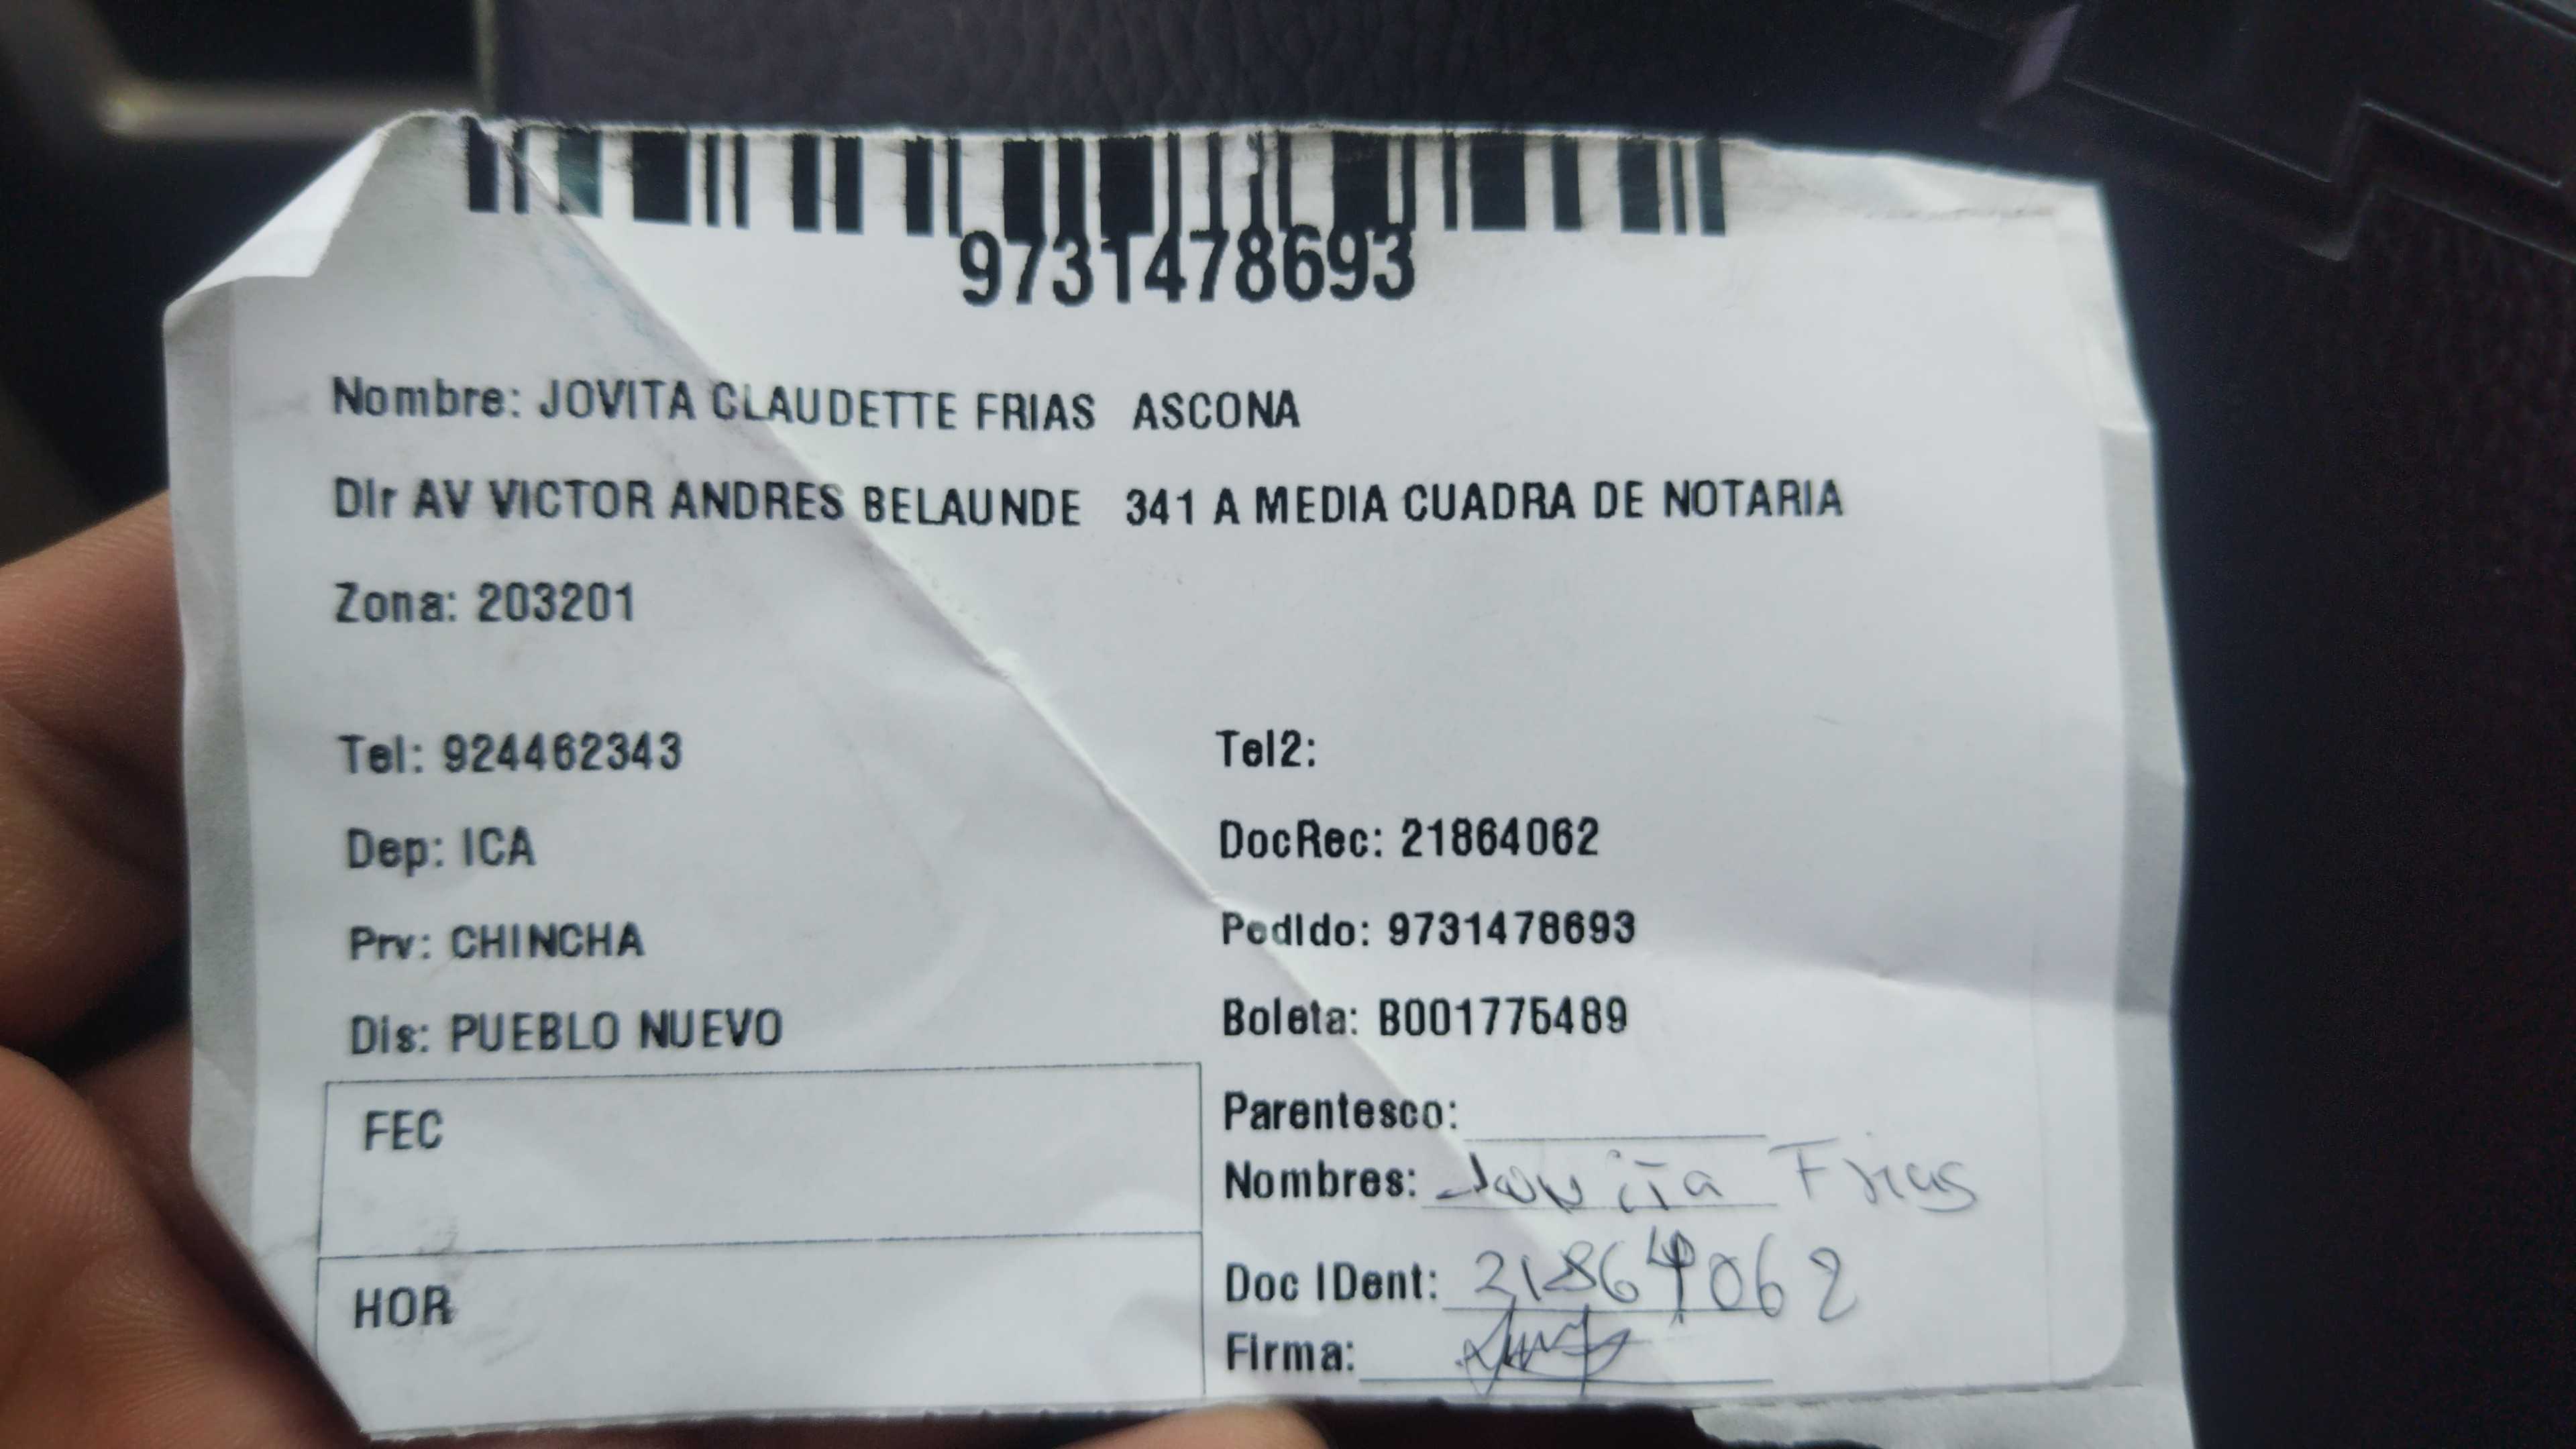 9731478693
Nombre: JOVITA CLAUDETTE FRIAS ASCONA
DIr AV VICTOR ANDRES BELAUNDE 341 A MEDIA CUADRA DE NOTARIA
Zona: 203201
Tel: 924462343 Tel2:
Dep: ICA DocRec: 21864062
Prv: CHINCHA PedIdo: 9731478693
Dis: PUEBLO NUEVO Boleta: B001775489
FEC Parentesco:
Nombres: Jovita Frias
HOR Doc IDent: 21864062
Firma: